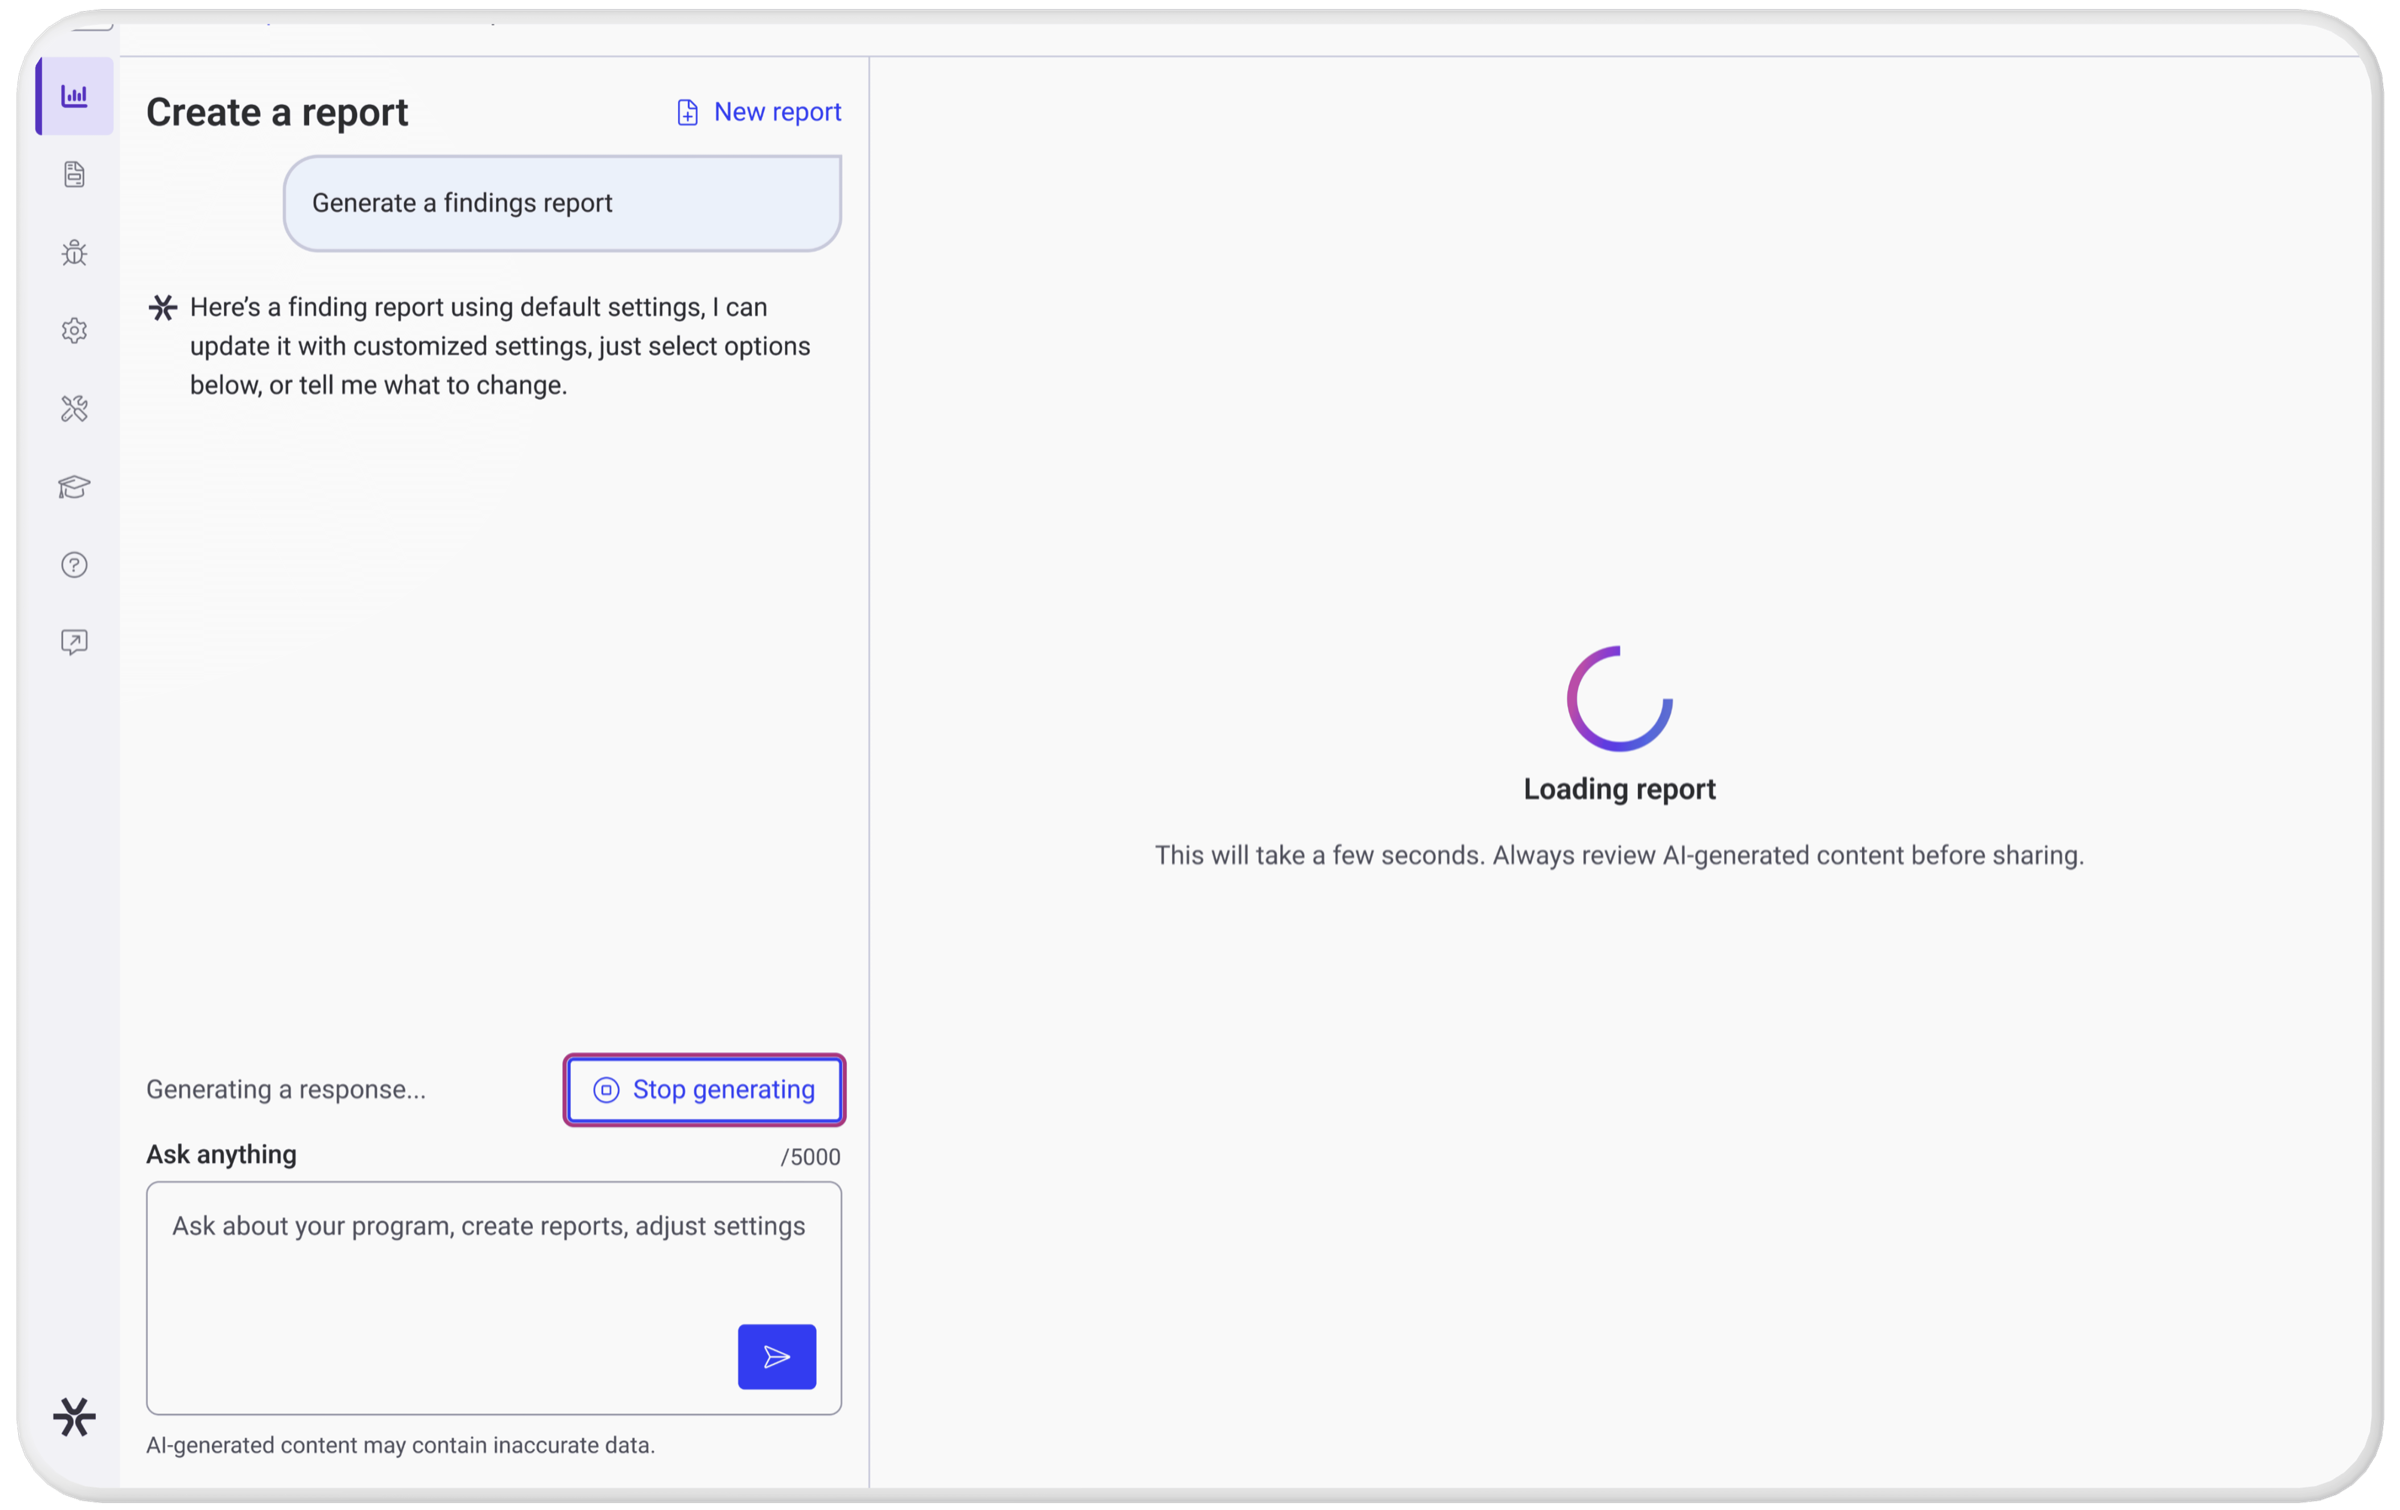 Create a report
New report
Generate a findings report
Here’s a finding report using default settings, I can
update it with customized settings, just select options
below, or tell me what to change.
Generating a response...
Stop generating
Ask anything
/5000
Ask about your program, create reports, adjust settings
AI-generated content may contain inaccurate data.
Loading report
This will take a few seconds. Always review AI-generated content before sharing.